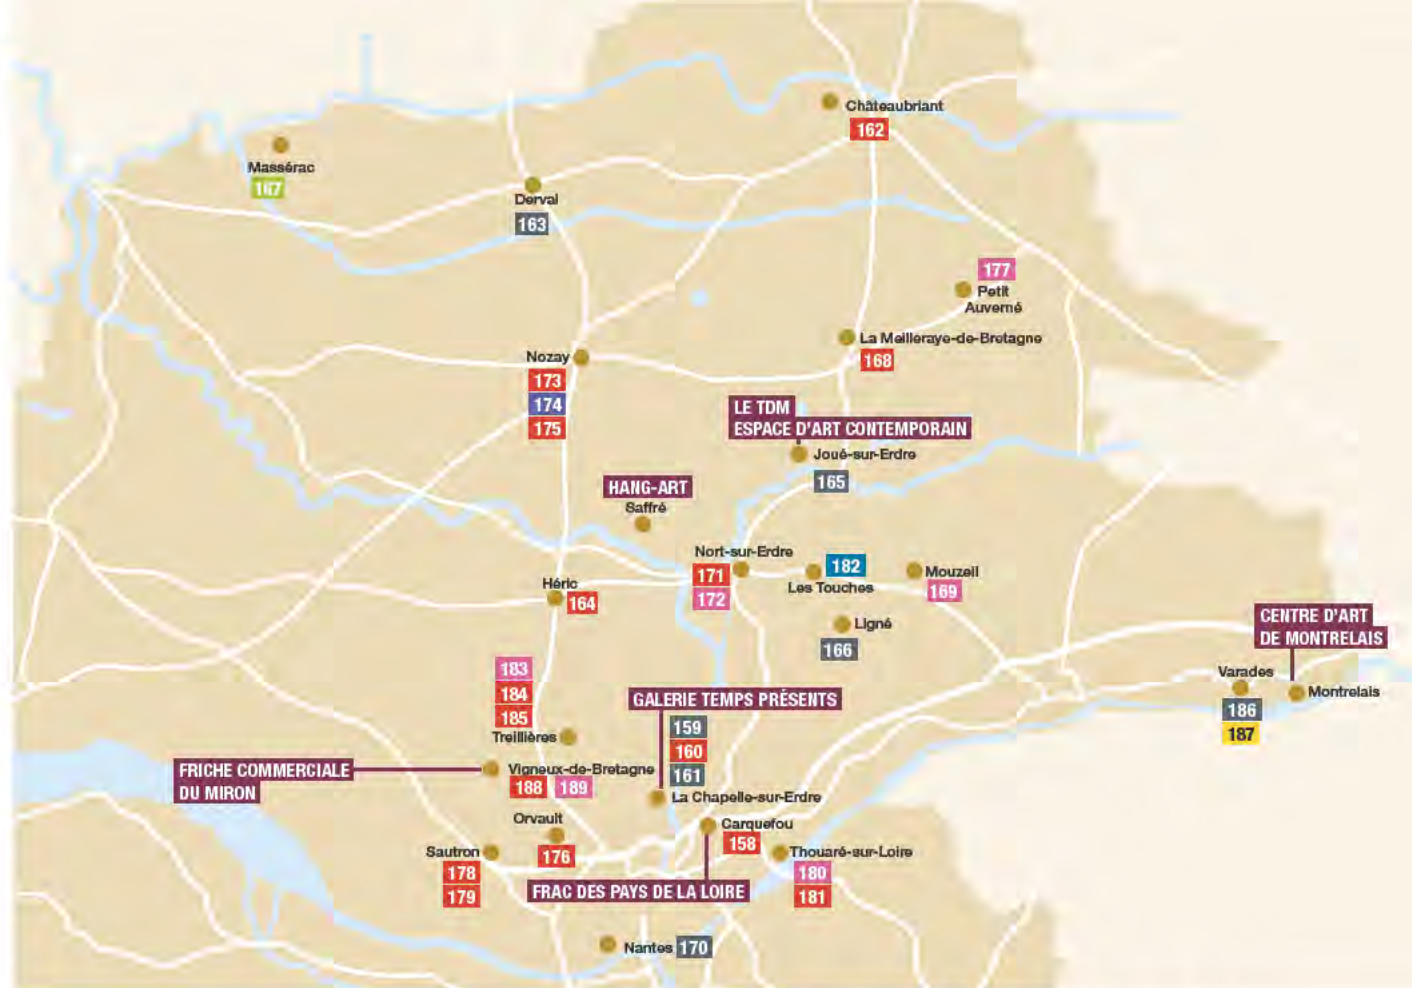 Châteaubriant
162
Massérac
167
Derval
163
177
Petit
Auverné
La Meilleraye-de-Bretagne
168
Nozay
173
174
175
LE TDM
ESPACE D'ART CONTEMPORAIN
Joué-sur-Erdre
165
HANG-ART
Saffré
Nort-sur-Erdre
171
172
182
Les Touches
Mouzeil
169
Héric
164
Ligné
166
CENTRE D'ART
DE MONTRELAIS
Varades
186
187
Montrelais
183
184
185
Treillières
GALERIE TEMPS PRÉSENTS
159
160
161
La Chapelle-sur-Erdre
FRICHE COMMERCIALE
DU MIRON
Vigneux-de-Bretagne
188 189
Orvault
176
Carquefou
158
Sautron
178
179
Thouaré-sur-Loire
180
181
FRAC DES PAYS DE LA LOIRE
Nantes 170